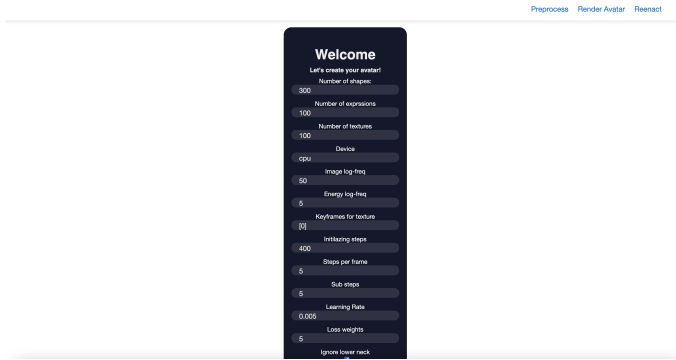 Preprocess Render Avatar Reenact
Welcome
Let's create your avatar!
Number of shapes:
300
Number of exprssions
100
Number of textures
100
Device
cpu
Image log-freq
50
Energy log-freq
5
Keyframes for texture
[0]
Initilazing steps
400
Steps per frame
5
Sub steps
5
Learning Rate
0.005
Loss weights
5
Ignore lower neck